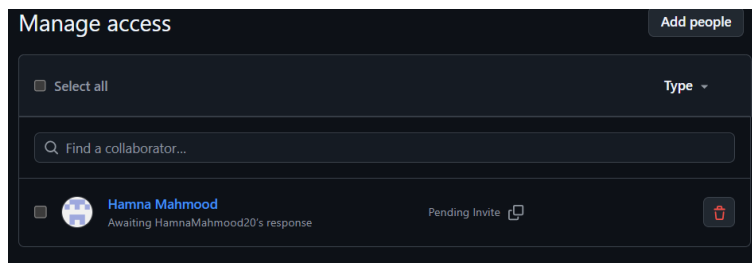 Manage access
Add people
Select all
Type
Find a collaborator...
Hamna Mahmood
Awaiting HamnaMahmood20's response
Pending Invite